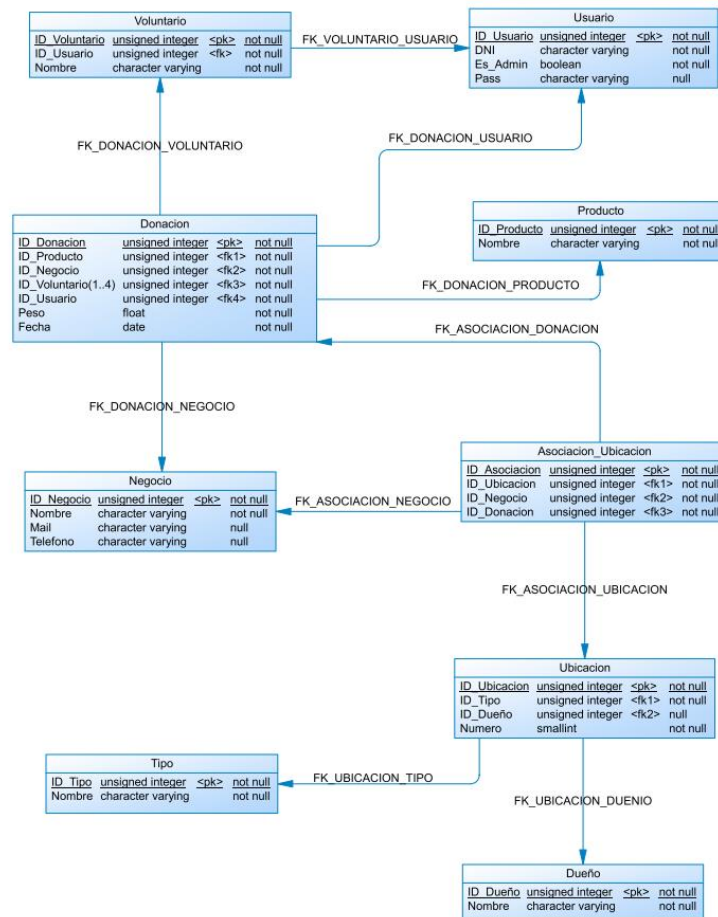 Voluntario
ID_Voluntario unsigned integer <pk> not null
ID_Usuario unsigned integer <fk> not null
Nombre character varying not null
FK_VOLUNTARIO_USUARIO
Usuario
ID_Usuario unsigned integer <pk> not null
DNI character varying not null
Es_Admin boolean not null
Pass character varying null
FK_DONACION_VOLUNTARIO
FK_DONACION_USUARIO
Donacion
ID_Donacion unsigned integer <pk> not null
ID_Producto unsigned integer <fk1> not null
ID_Negocio unsigned integer <fk2> not null
ID_Voluntario(1..4) unsigned integer <fk3> not null
ID_Usuario unsigned integer <fk4> not null
Peso float not null
Fecha date not null
Producto
ID_Producto unsigned integer <pk> not null
Nombre character varying not null
FK_DONACION_PRODUCTO
FK_ASOCIACION_DONACION
FK_DONACION_NEGOCIO
Negocio
ID_Negocio unsigned integer <pk> not null
Nombre character varying not null
Mail character varying null
Telefono character varying null
FK_ASOCIACION_NEGOCIO
Asociacion_Ubicacion
ID_Asociacion unsigned integer <pk> not null
ID_Ubicacion unsigned integer <fk1> not null
ID_Negocio unsigned integer <fk2> not null
ID_Donacion unsigned integer <fk3> not null
FK_ASOCIACION_UBICACION
Ubicacion
ID_Ubicacion unsigned integer <pk> not null
ID_Tipo unsigned integer <fk1> not null
ID_Dueño unsigned integer <fk2> null
Numero smallint not null
Tipo
ID_Tipo unsigned integer <pk> not null
Nombre character varying not null
FK_UBICACION_TIPO
FK_UBICACION_DUENIO
Dueño
ID_Dueño unsigned integer <pk> not null
Nombre character varying not null